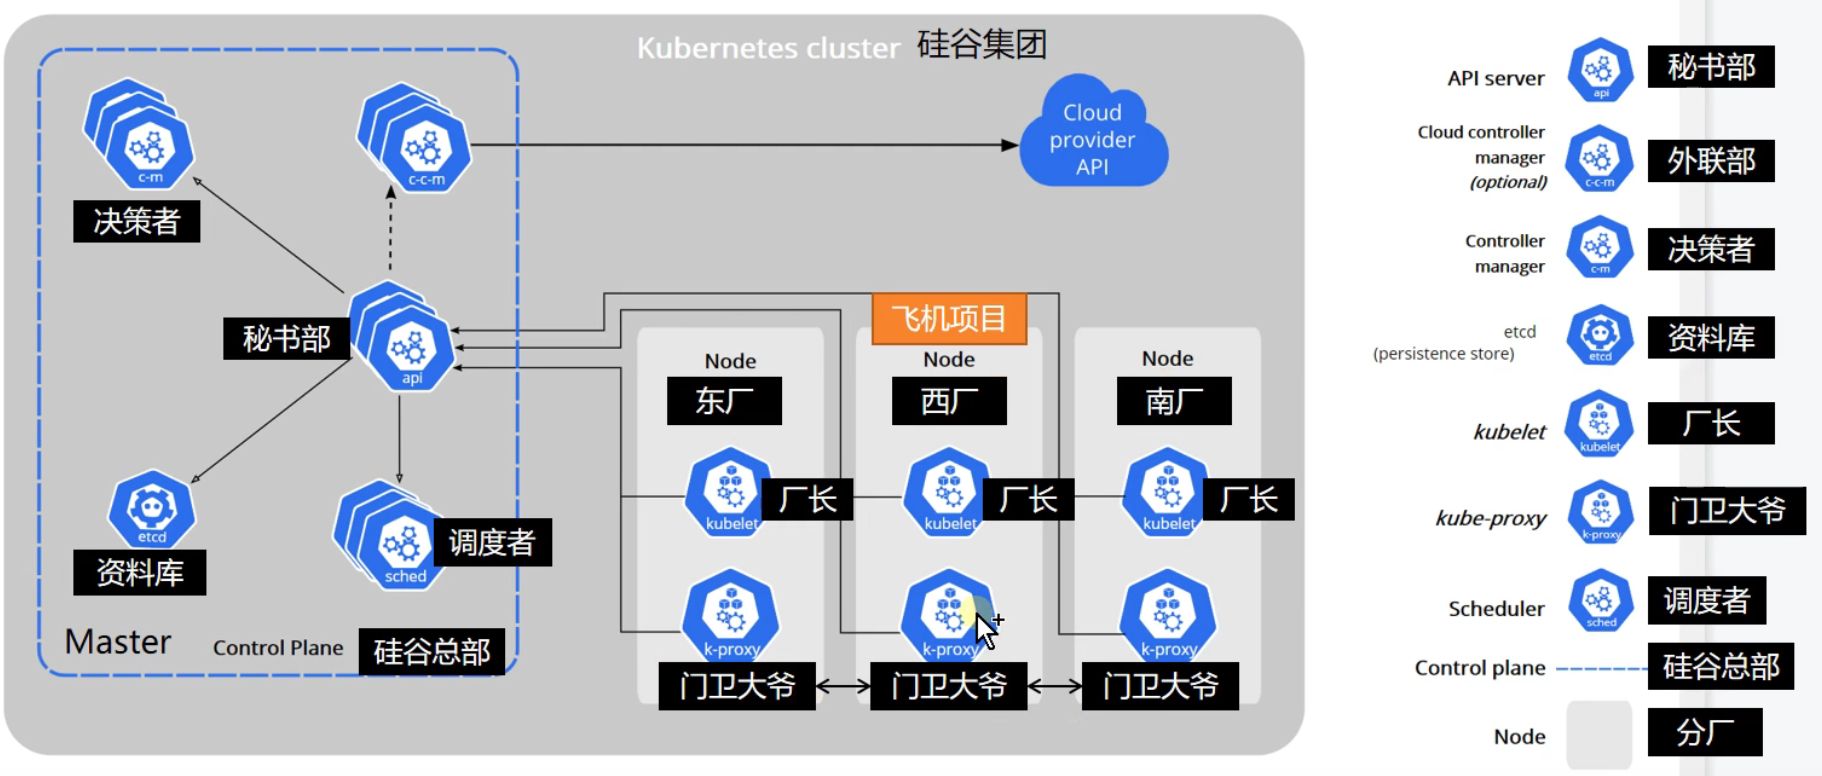 Kubernetes cluster 硅谷集团
c-m
决策者
c-c-m
Cloud
provider
API
秘书部
api
飞机项目
etcd
资料库
sched
调度者
Master
Control Plane
硅谷总部
Node
东厂
kubelet
厂长
k-proxy
门卫大爷
Node
西厂
kubelet
厂长
k-proxy
门卫大爷
Node
南厂
kubelet
厂长
k-proxy
门卫大爷
API server
api
秘书部
Cloud controller
manager
(optional)
c-c-m
外联部
Controller
manager
c-m
决策者
etcd
(persistence store)
etcd
资料库
kubelet
kubelet
厂长
kube-proxy
k-proxy
门卫大爷
Scheduler
sched
调度者
Control plane
硅谷总部
Node
分厂